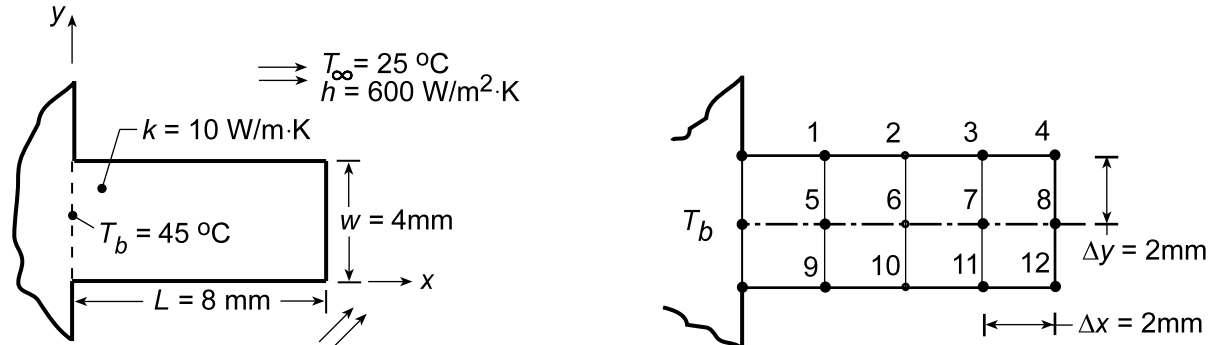 y
T∞ = 25 °C
h = 600 W/m²·K
k = 10 W/m·K
T_b = 45 °C
w = 4mm
x
L = 8 mm
1 2 3 4
5 6 7 8
T_b
Δy = 2mm
9 10 11 12
Δx = 2mm